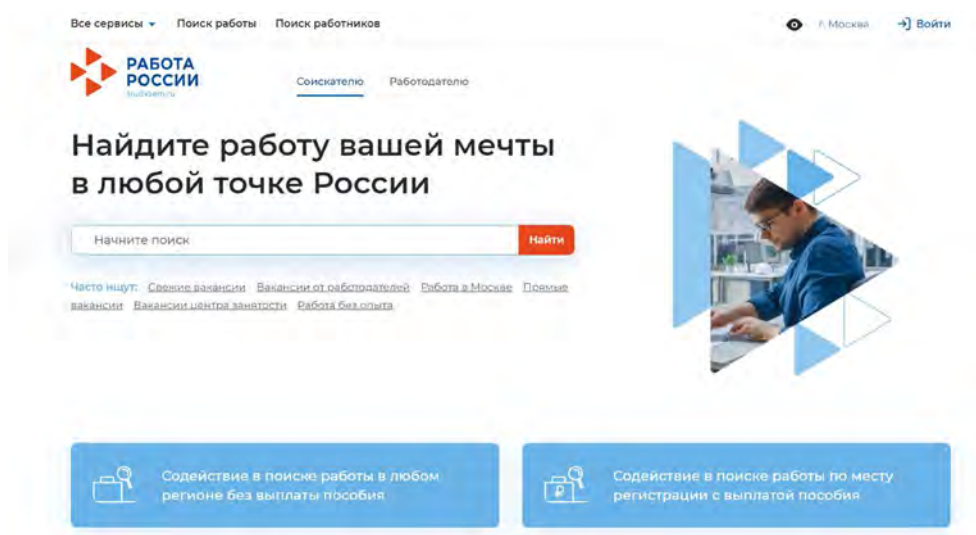 Все сервисы Поиск работы Поиск работников г. Москва Войти
РАБОТА
РОССИИ
trudvsem.ru
Соискателю Работодателю
Найдите работу вашей мечты
в любой точке России
Начните поиск Найти
Часто ищут: Свежие вакансии Вакансии от работодателей Работа в Москве Прямые
вакансии Вакансии центра занятости Работа без опыта
Содействие в поиске работы в любом
регионе без выплаты пособия
Содействие в поиске работы по месту
регистрации с выплатой пособия